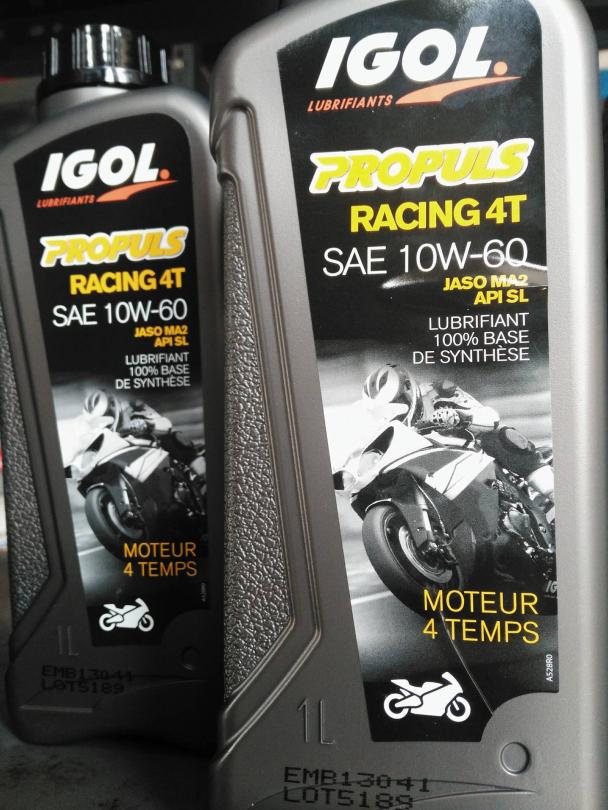 IGOL.
LUBRIFIANTS
PROPULS
RACING 4T
SAE 10W-60
JASO MA2
API SL
LUBRIFIANT
100% BASE
DE SYNTHÈSE
MOTEUR
4 TEMPS
1L
EMB13041
LOT5189
IGOL.
LUBRIFIANTS
PROPULS
RACING 4T
SAE 10W-60
JASO MA2
API SL
LUBRIFIANT
100% BASE
DE SYNTHÈSE
MOTEUR
4 TEMPS
A528R0
1L
EMB13041
LOT5189